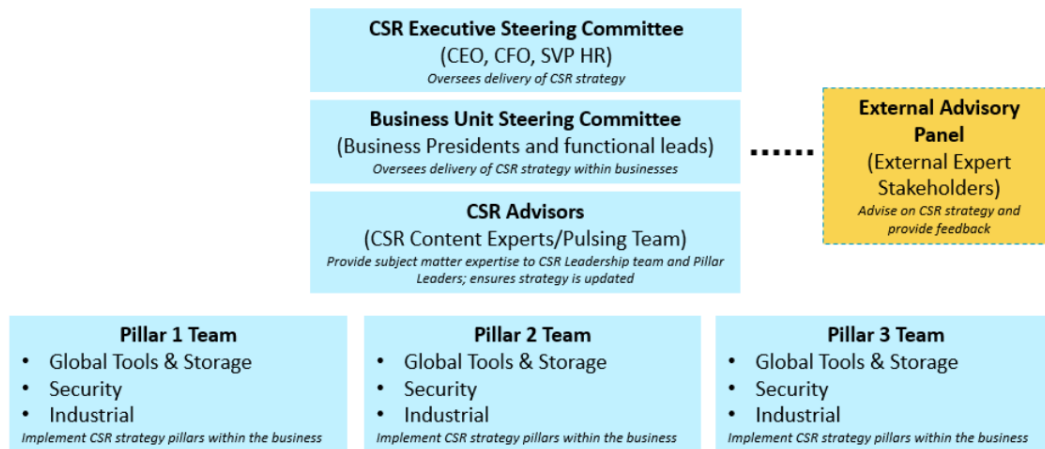 CSR Executive Steering Committee
(CEO, CFO, SVP HR)
Oversees delivery of CSR strategy
Business Unit Steering Committee
(Business Presidents and functional leads)
Oversees delivery of CSR strategy within businesses
CSR Advisors
(CSR Content Experts/Pulsing Team)
Provide subject matter expertise to CSR Leadership team and Pillar
Leaders; ensures strategy is updated
External Advisory
Panel
(External Expert
Stakeholders)
Advise on CSR strategy and
provide feedback
Pillar 1 Team
• Global Tools & Storage
• Security
• Industrial
Implement CSR strategy pillars within the business
Pillar 2 Team
• Global Tools & Storage
• Security
• Industrial
Implement CSR strategy pillars within the business
Pillar 3 Team
• Global Tools & Storage
• Security
• Industrial
Implement CSR strategy pillars within the business